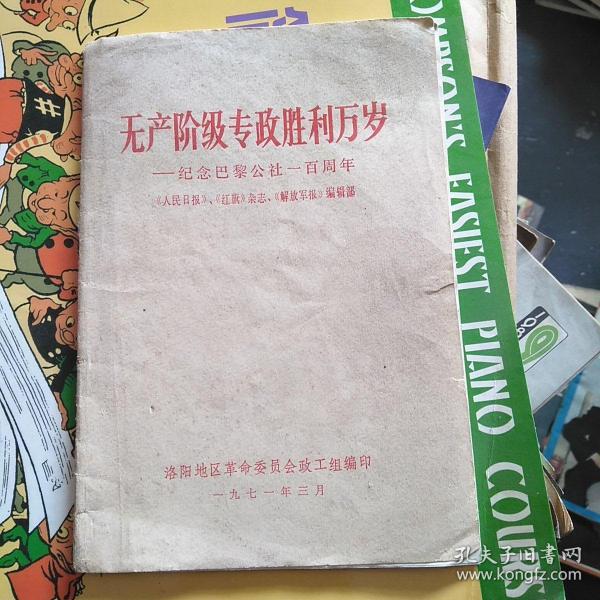 无产阶级专政胜利万岁
——纪念巴黎公社一百周年
《人民日报》、《红旗》杂志、《解放军报》编辑部
洛阳地区革命委员会政工组编印
一九七一年三月
EASIEST PIANO COURS
孔夫子旧书网
www.kongfz.com